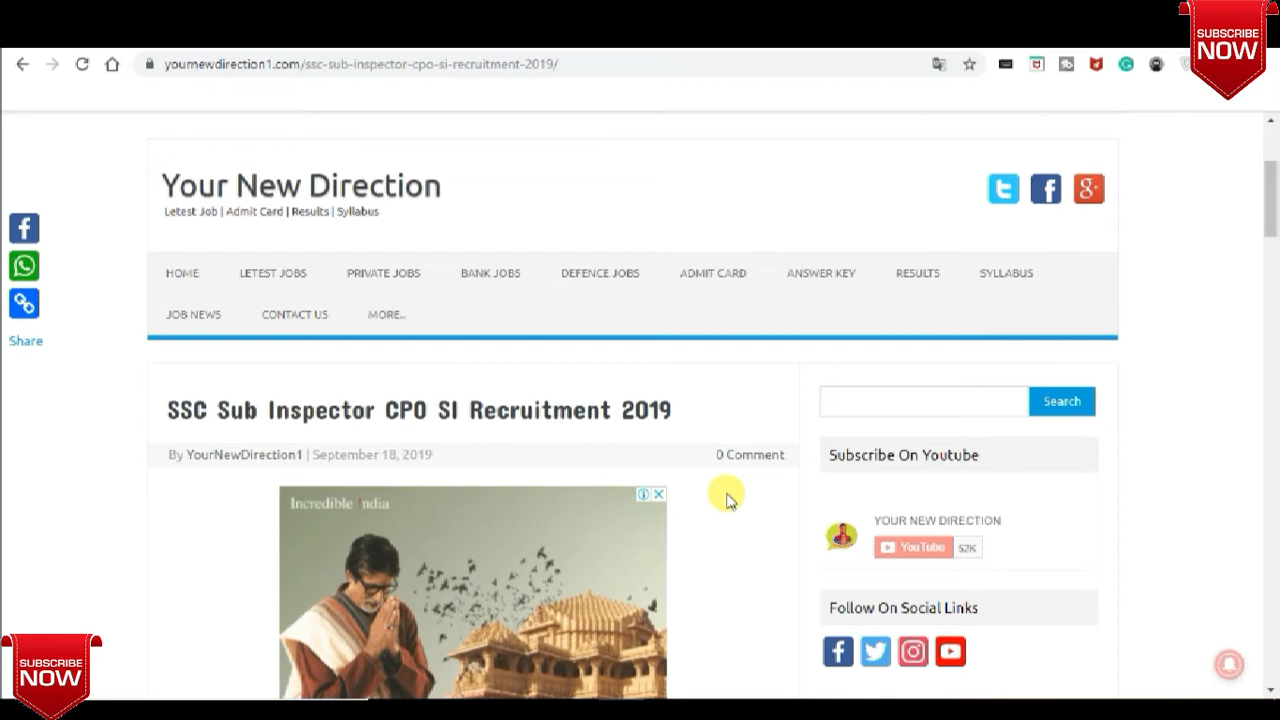 SUBSCRIBE
NOW
yournewdirection1.com/ssc-sub-inspector-cpo-si-recruitment-2019/
Your New Direction
Letest Job | Admit Card | Results | Syllabus
HOME LETEST JOBS PRIVATE JOBS BANK JOBS DEFENCE JOBS ADMIT CARD ANSWER KEY RESULTS SYLLABUS
JOB NEWS CONTACT US MORE..
Share
SSC Sub Inspector CPO SI Recruitment 2019
By YourNewDirection1 | September 18, 2019
0 Comment
Incredible India
Search
Subscribe On Youtube
YOUR NEW DIRECTION
YouTube 52K
Follow On Social Links
SUBSCRIBE
NOW